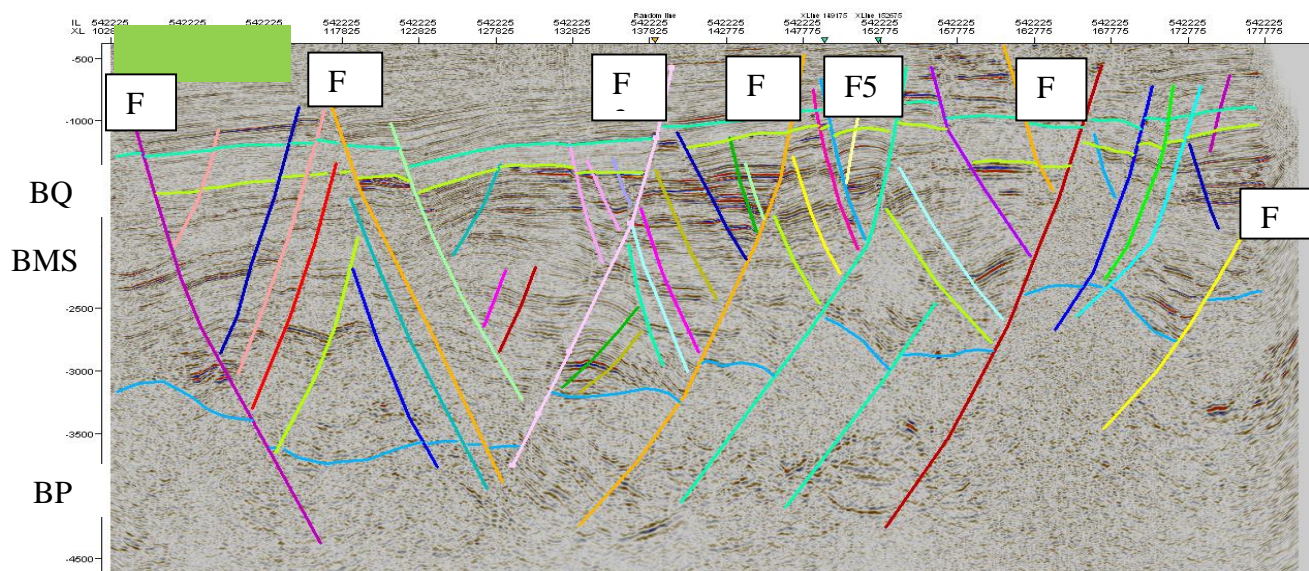 Random line XLine 149175 XLine 152675
IL 542225 542225 542225 542225 542225 542225 542225 542225 542225 542225 542225 542225 542225 542225 542225 542225
XL 1028 117825 122825 127825 132825 137825 142775 147775 152775 157775 162775 167775 172775 177775
-500
F F F F F5 F
-1000
BQ
F
BMS
-2500
-3000
-3500
BP
-4500